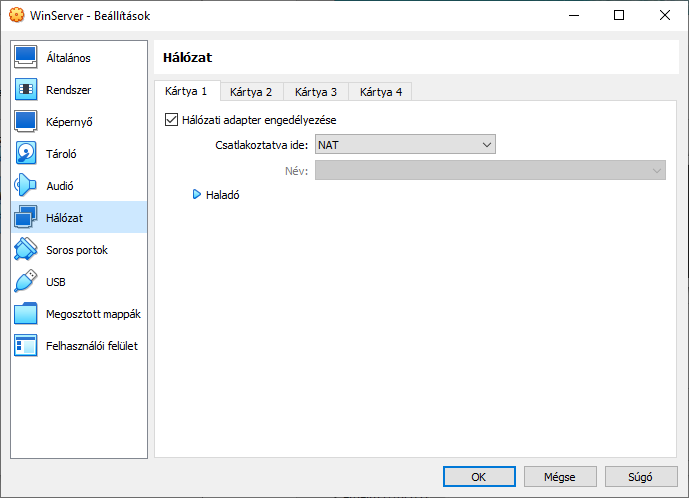 WinServer - Beállítások
Általános
Rendszer
Képernyő
Tároló
Audió
Hálózat
Soros portok
USB
Megosztott mappák
Felhasználói felület
Hálózat
Kártya 1 Kártya 2 Kártya 3 Kártya 4
Hálózati adapter engedélyezése
Csatlakoztatva ide: NAT
Név:
Haladó
OK Mégse Súgó